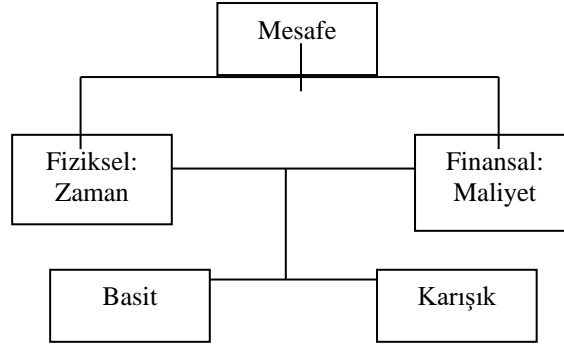 Mesafe
Fiziksel:
Zaman
Finansal:
Maliyet
Basit
Karışık